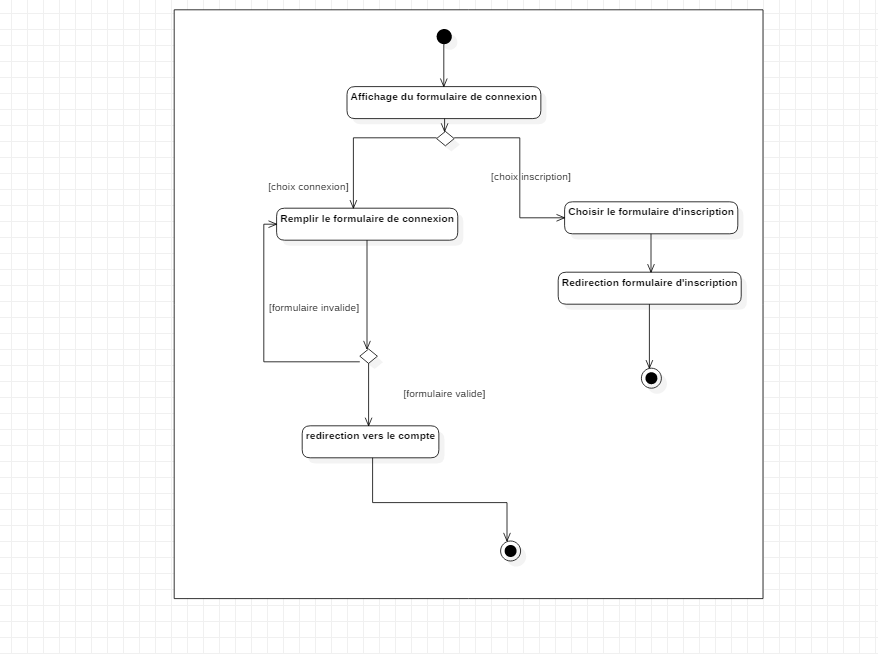 Affichage du formulaire de connexion
[choix inscription]
[choix connexion]
Choisir le formulaire d'inscription
Remplir le formulaire de connexion
Redirection formulaire d'inscription
[formulaire invalide]
[formulaire valide]
redirection vers le compte